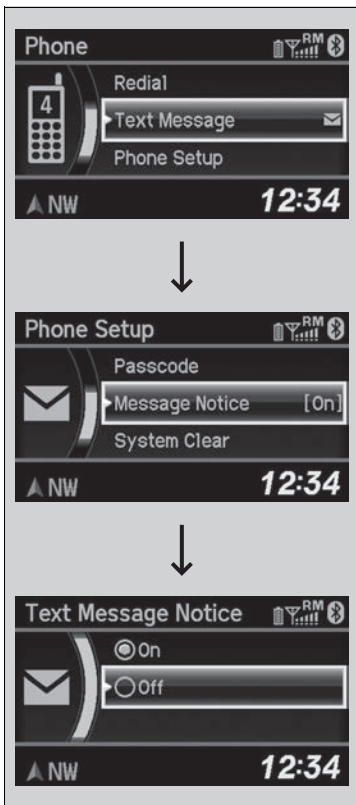 Phone
RM
Redial
4
Text Message
Phone Setup
NW 12:34
Phone Setup
RM
Passcode
Message Notice [On]
System Clear
NW 12:34
Text Message Notice
RM
On
Off
NW 12:34